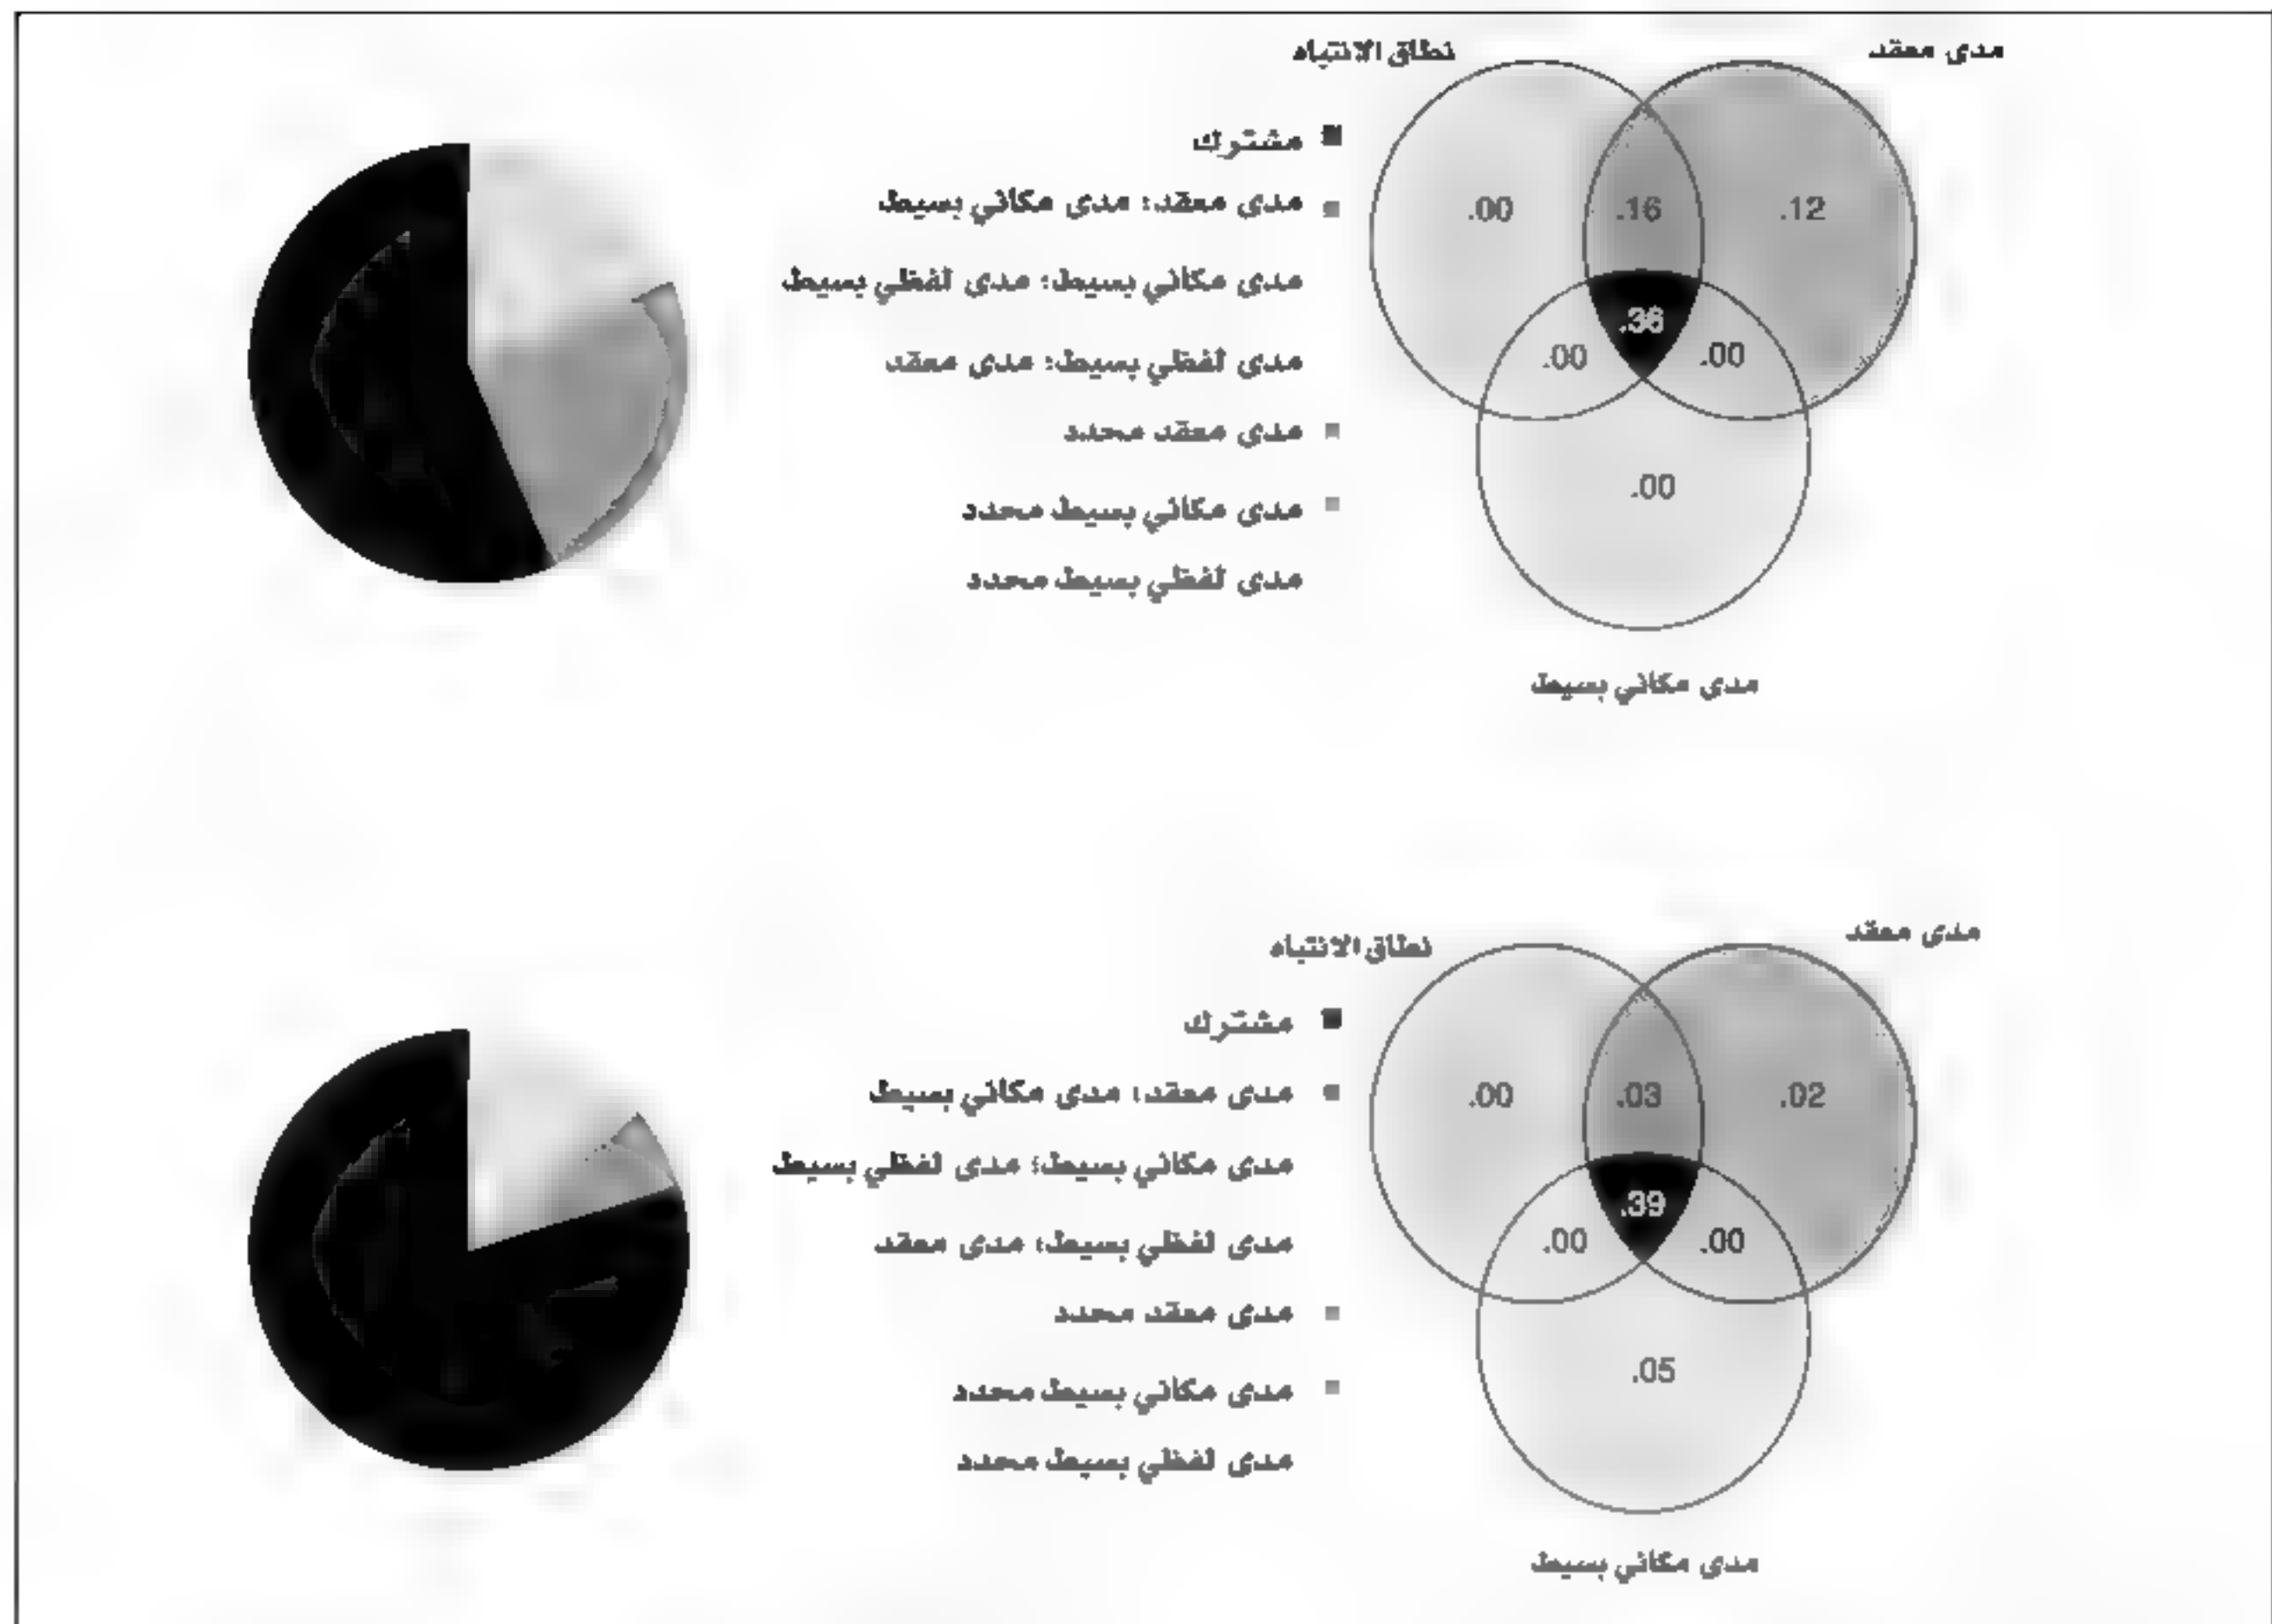 نطاق الانتباه
مدى معقد
.00
.16
.12
.36
.00
.00
.00
مدى مكاني بسيط
مشترك
مدى معقد؛ مدى مكاني بسيط
مدى مكاني بسيط؛ مدى لفظي بسيط
مدى لفظي بسيط؛ مدى معقد
مدى معقد محدد
مدى مكاني بسيط محدد
مدى لفظي بسيط محدد
نطاق الانتباه
مدى معقد
.00
.03
.02
.39
.00
.00
.05
مدى مكاني بسيط
مشترك
مدى معقد؛ مدى مكاني بسيط
مدى مكاني بسيط؛ مدى لفظي بسيط
مدى لفظي بسيط؛ مدى معقد
مدى معقد محدد
مدى مكاني بسيط محدد
مدى لفظي بسيط محدد